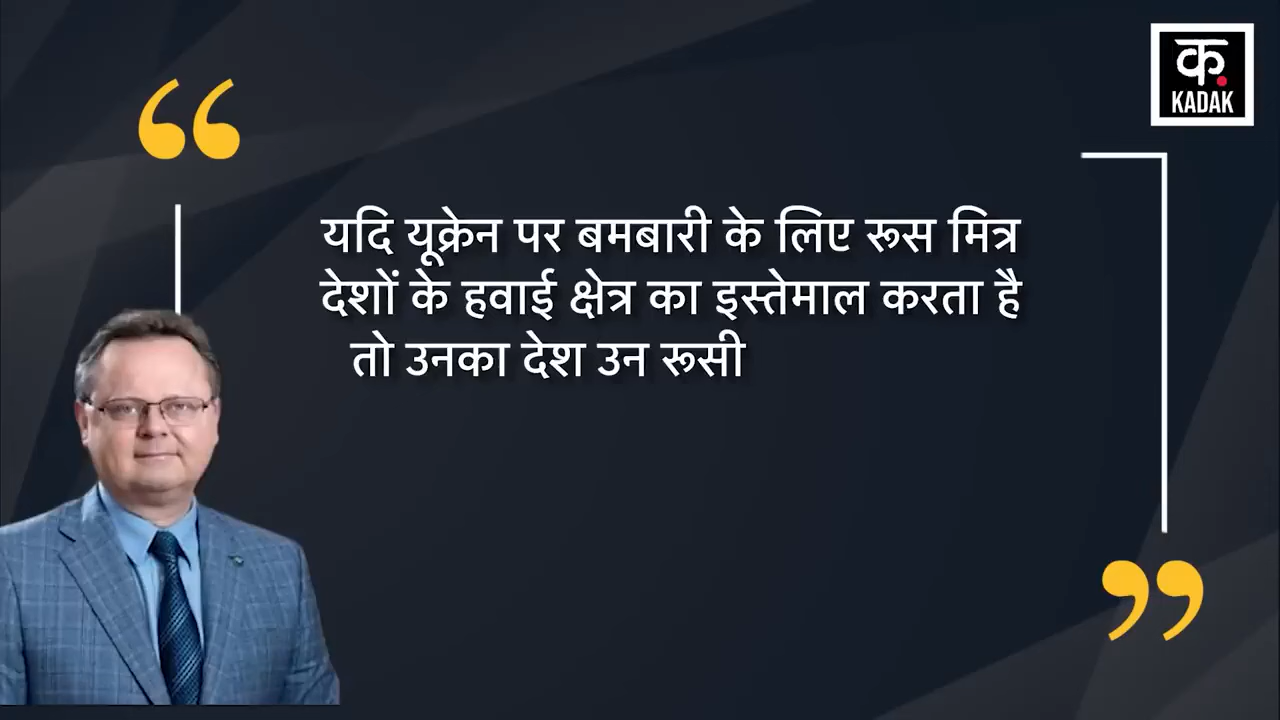 क.
KADAK
यदि यूक्रेन पर बमबारी के लिए रूस मित्र
देशों के हवाई क्षेत्र का इस्तेमाल करता है
तो उनका देश उन रूसी